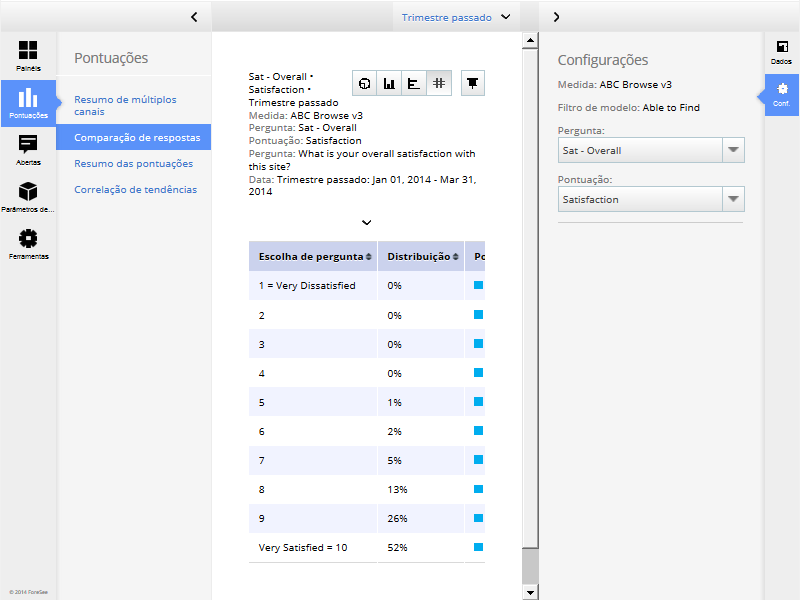 Trimestre passado
Painéis
Pontuações
Abertas
Parâmetros de...
Ferramentas
© 2014 ForeSee
Pontuações
Resumo de múltiplos
canais
Comparação de respostas
Resumo das pontuações
Correlação de tendências
Sat - Overall •
Satisfaction •
Trimestre passado
Medida: ABC Browse v3
Pergunta: Sat - Overall
Pontuação: Satisfaction
Pergunta: What is your overall satisfaction with
this site?
Data: Trimestre passado: Jan 01, 2014 - Mar 31,
2014
Escolha de pergunta Distribuição Po
1 = Very Dissatisfied 0%
2 0%
3 0%
4 0%
5 1%
6 2%
7 5%
8 13%
9 26%
Very Satisfied = 10 52%
Configurações
Medida: ABC Browse v3
Filtro de modelo: Able to Find
Pergunta:
Sat - Overall
Pontuação:
Satisfaction
Dados
Conf.